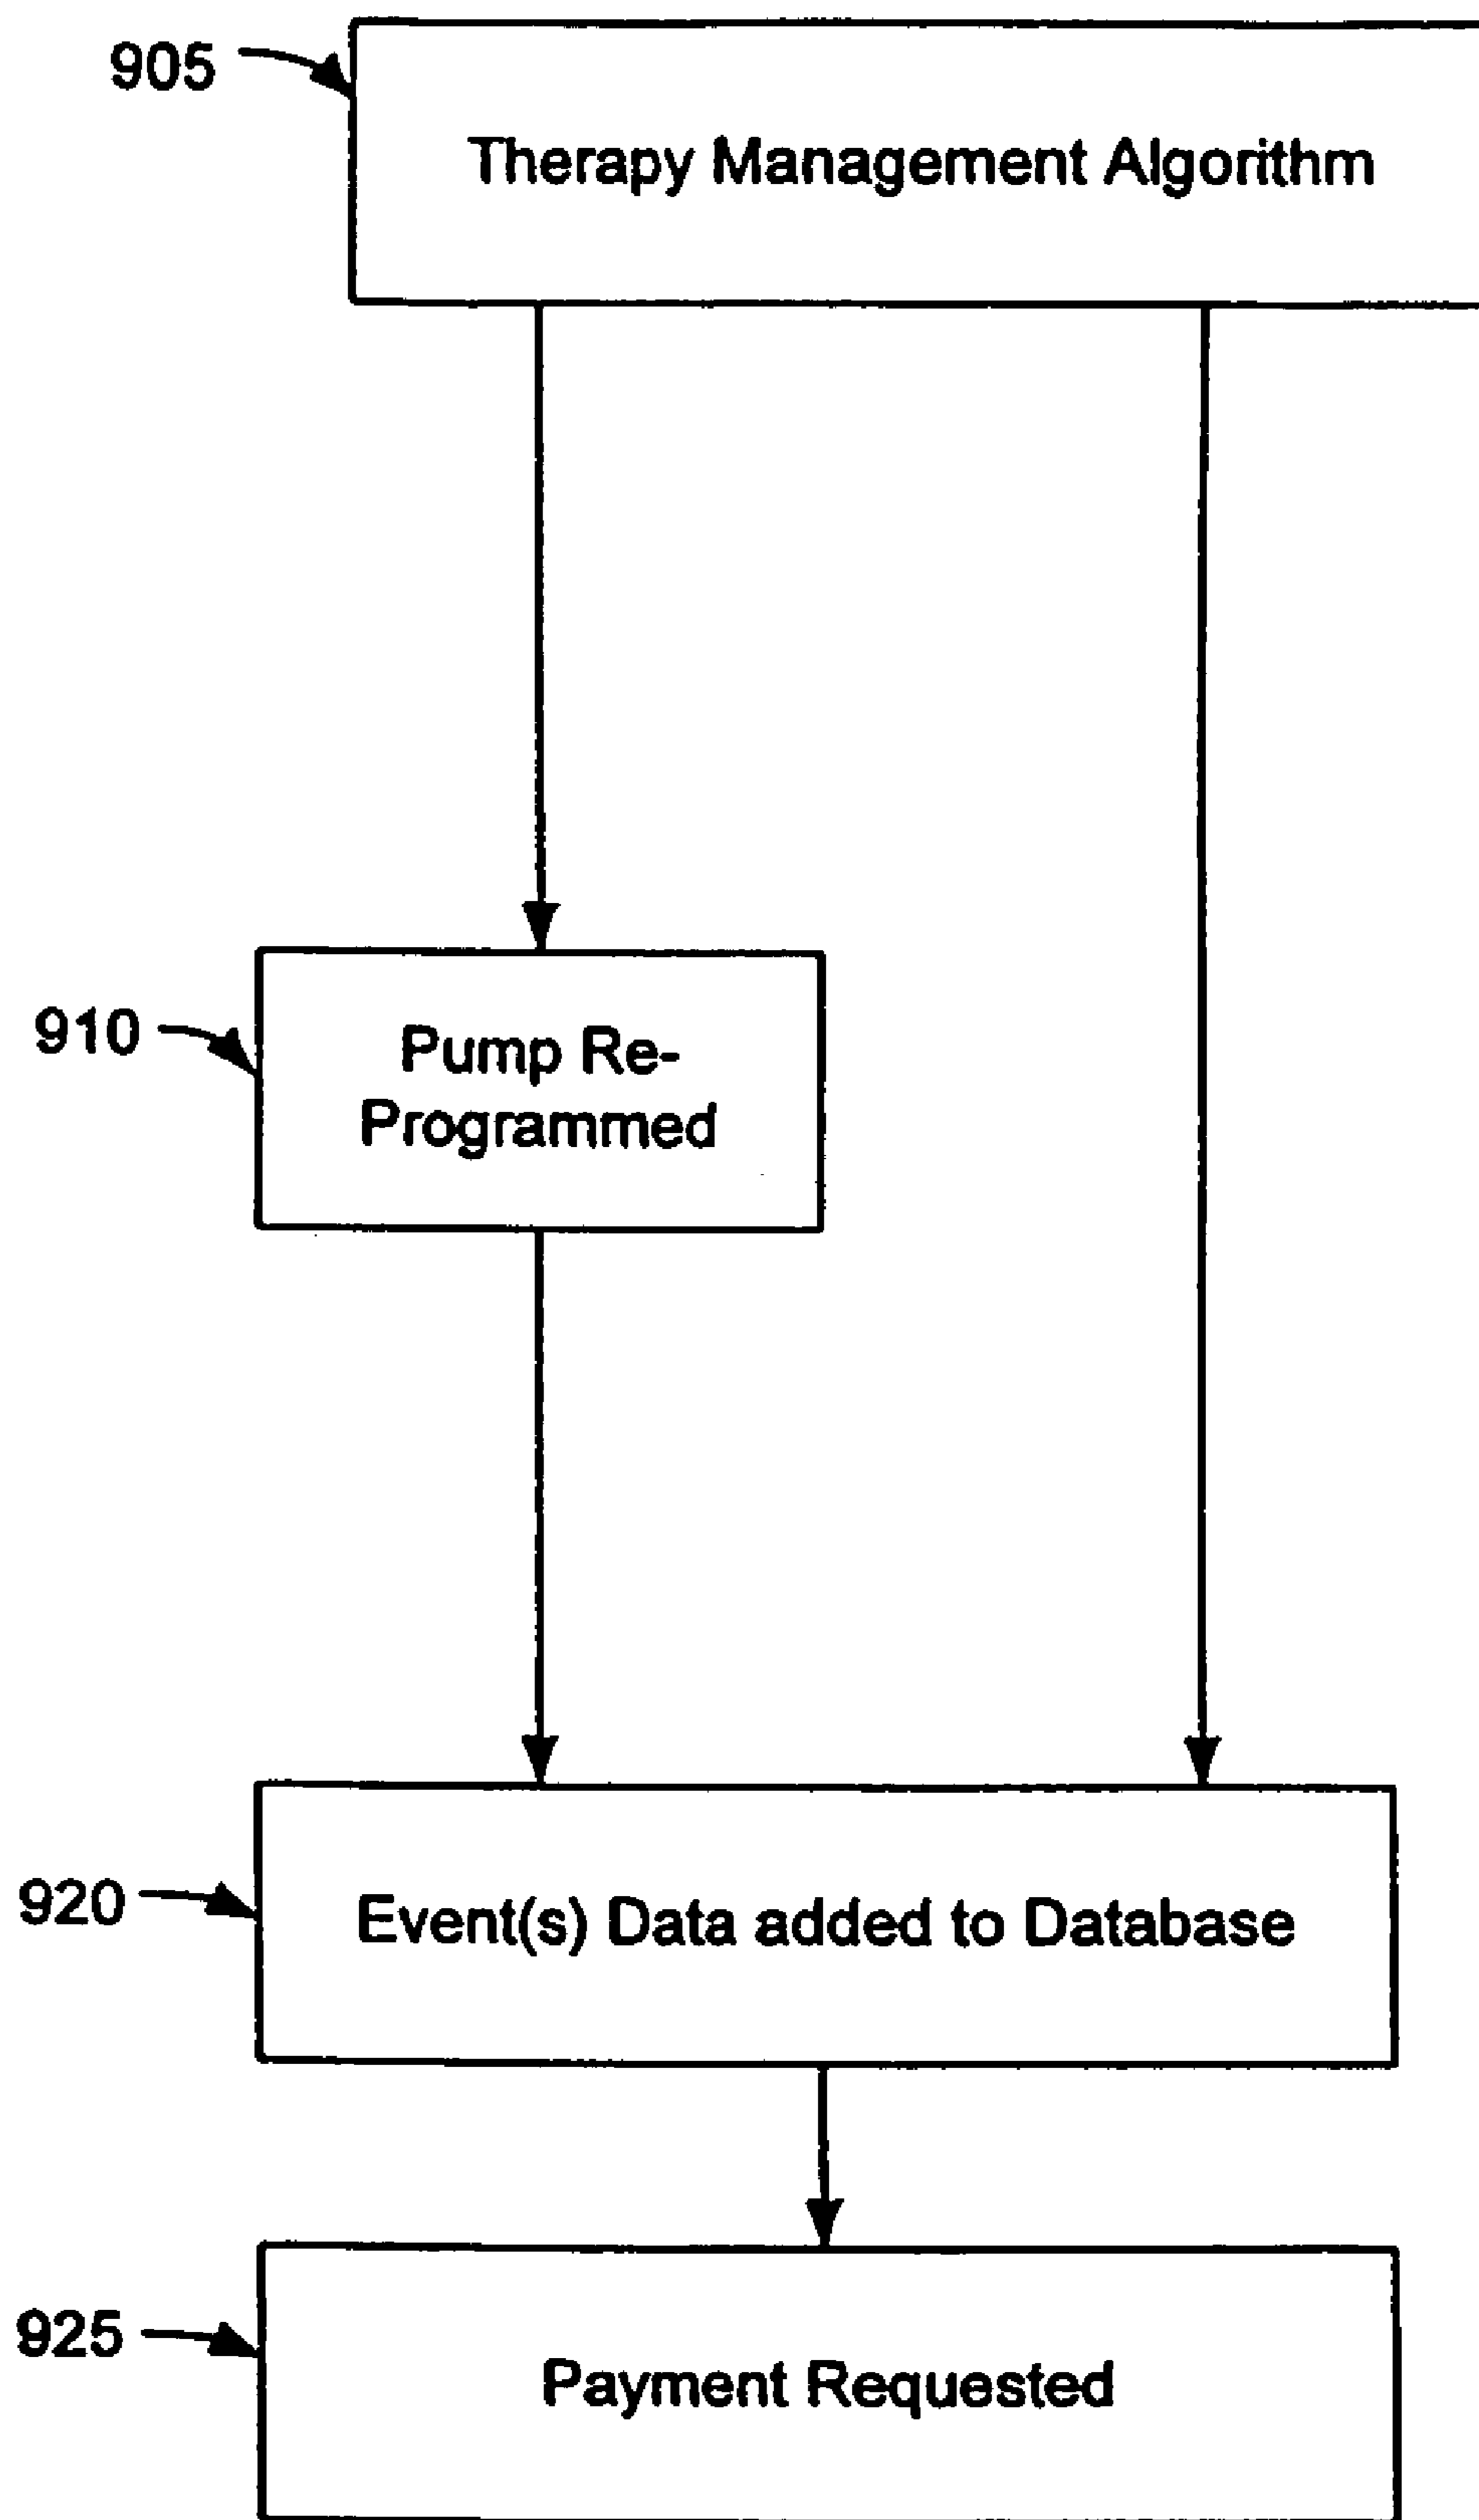 905
Therapy Management Algorithm
910
Pump Re-
Programmed
920
Event(s) Data added to Database
925
Payment Requested